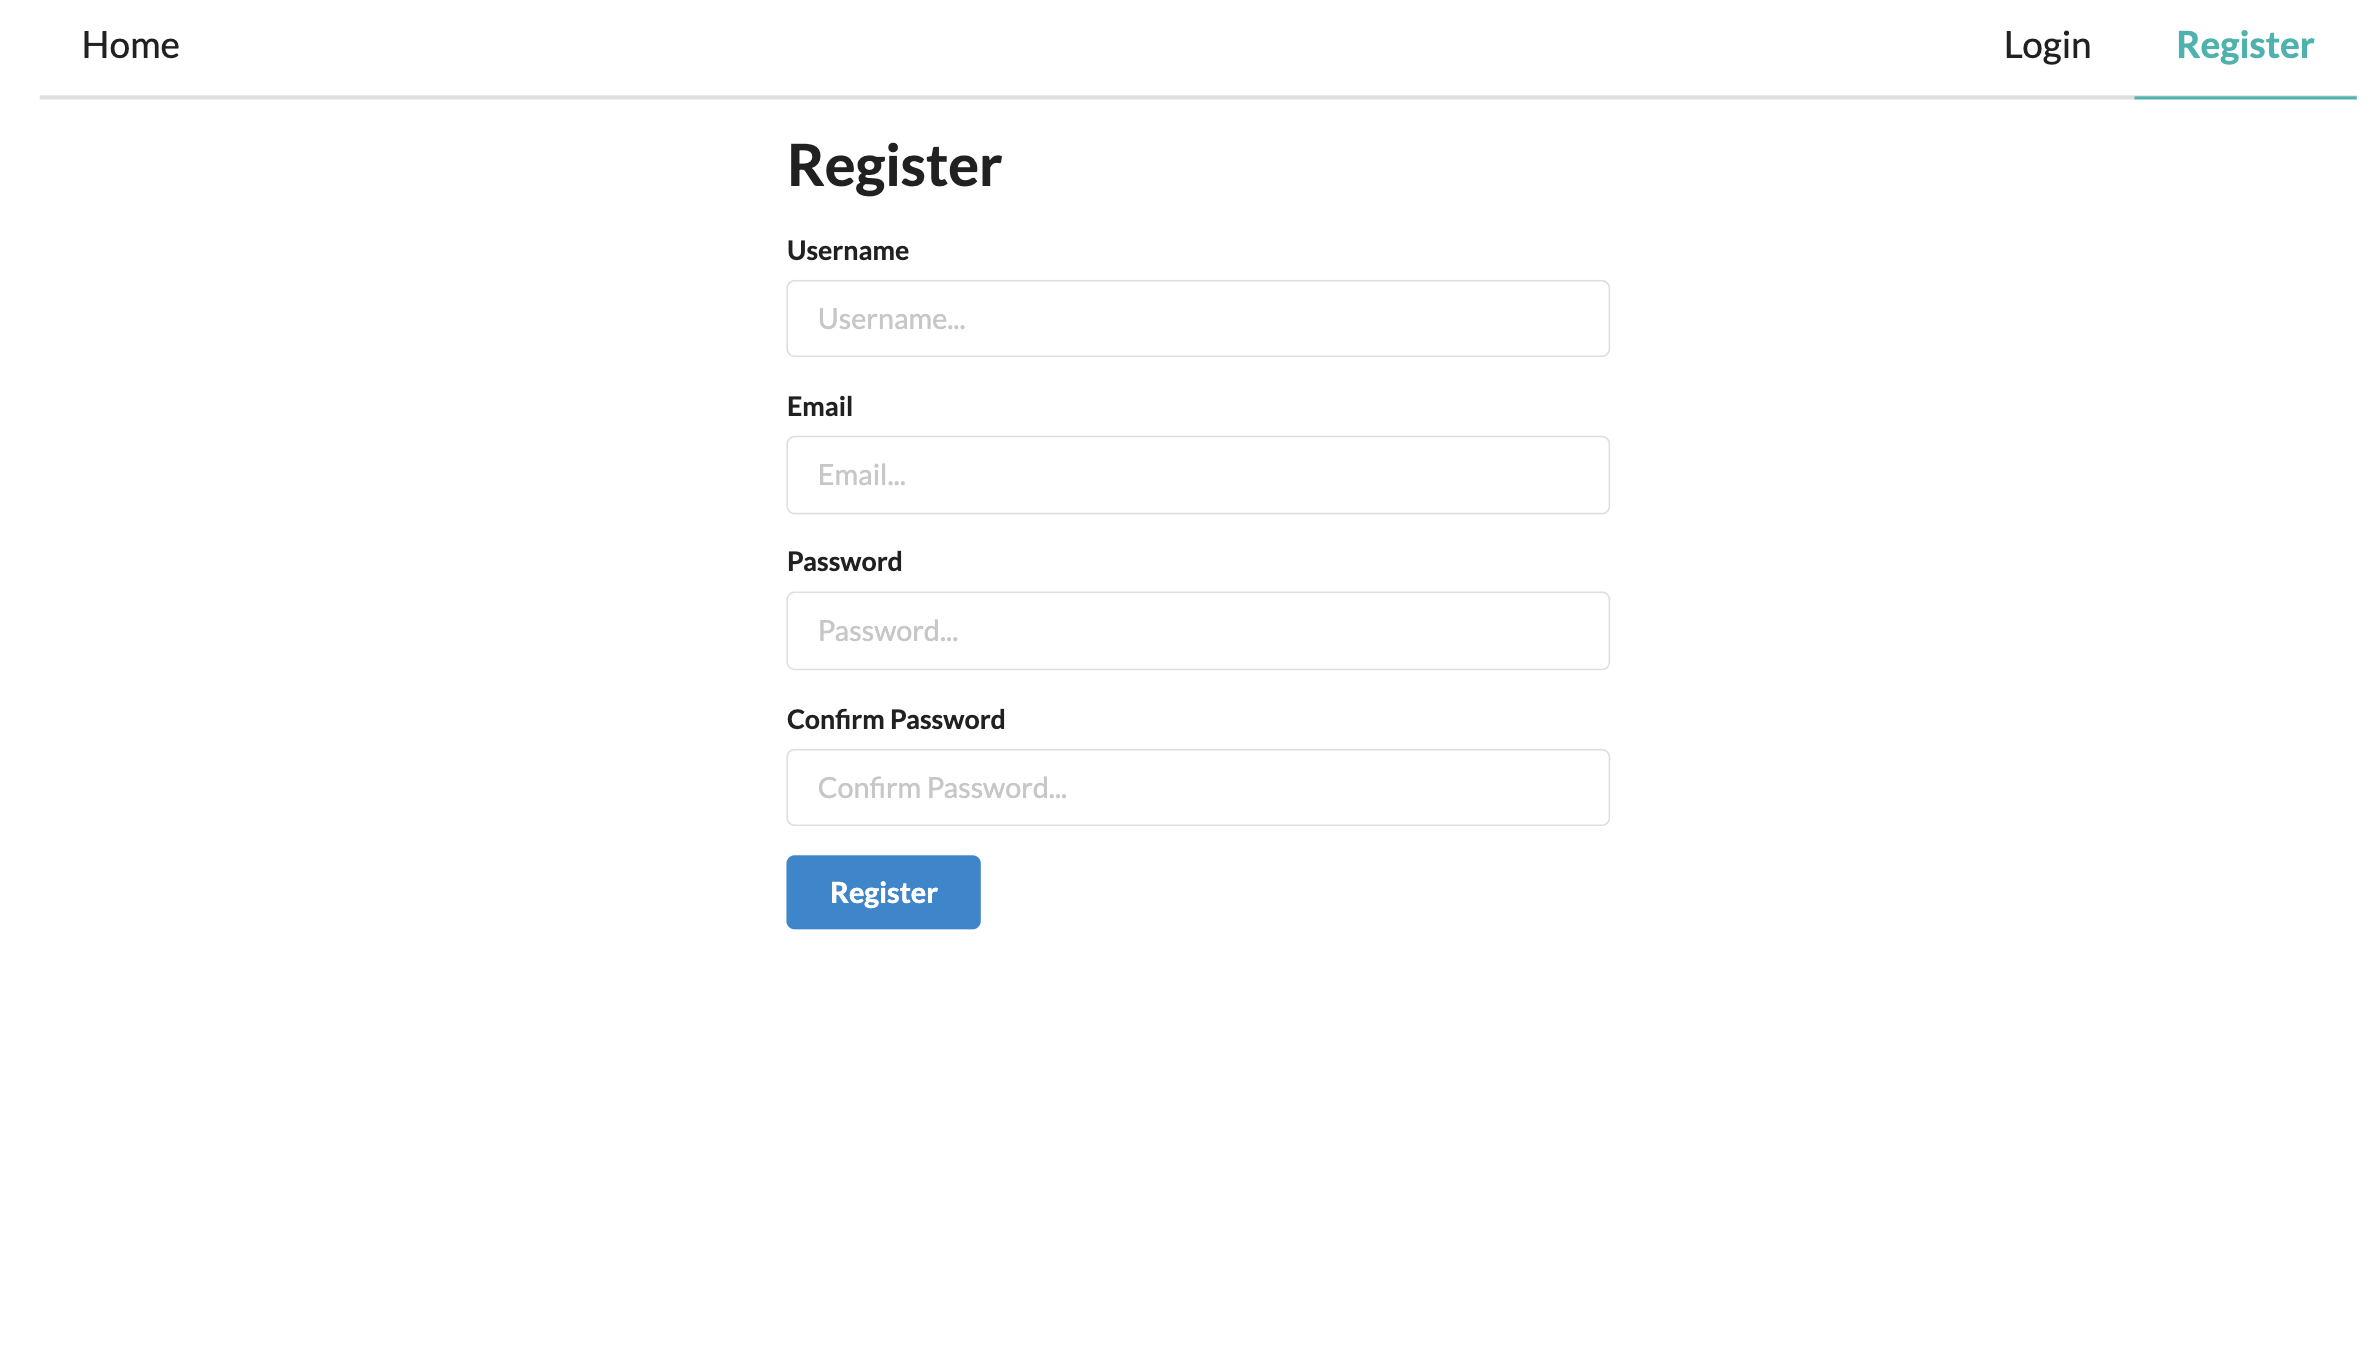 Home Login Register
Register
Username
Username...
Email
Email...
Password
Password...
Confirm Password
Confirm Password...
Register